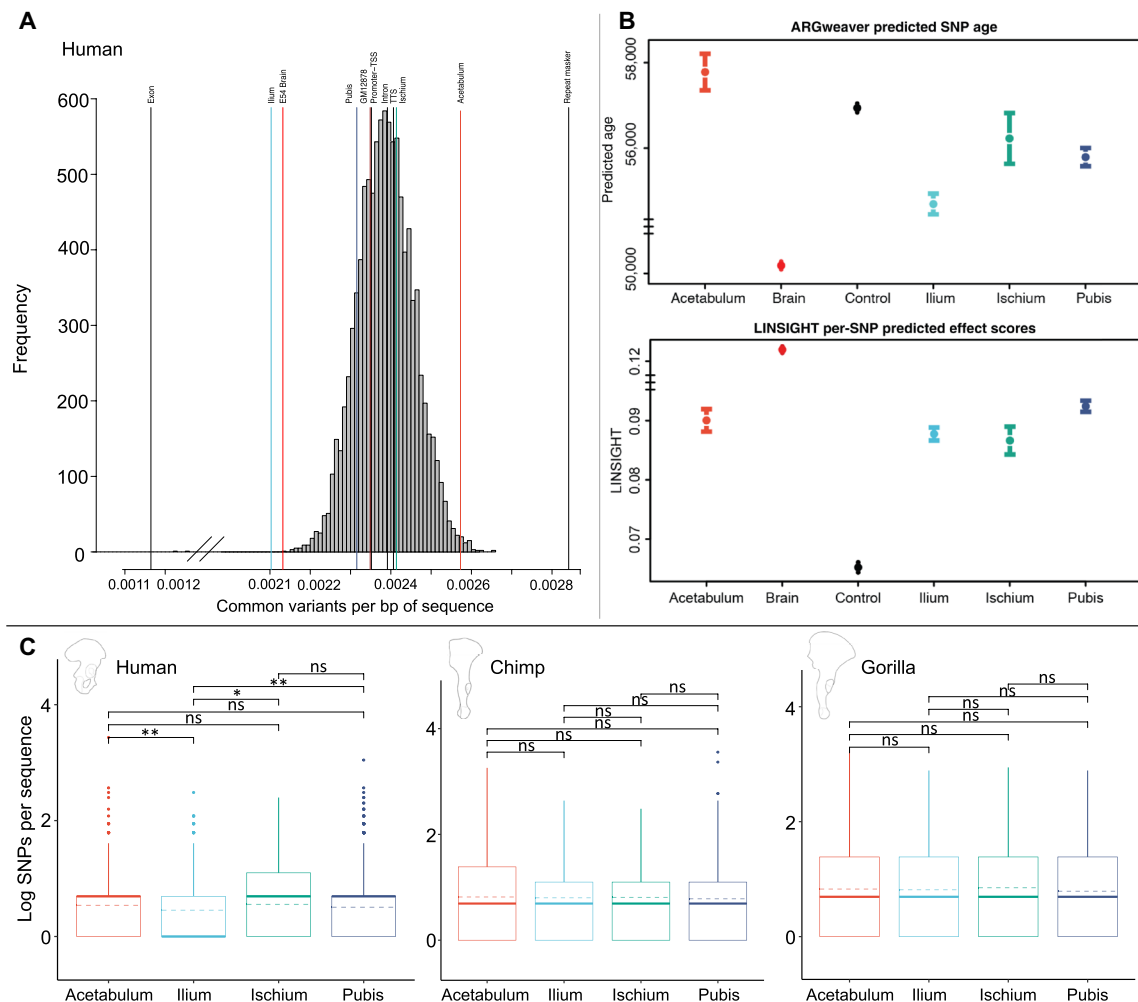 A
Human
Exon
Ilium
E54 Brain
Pubis
GM12878
Promoter-TSS
Intron
TTS
Ischium
Acetabulum
Repeat masker
Frequency
600
500
400
300
200
100
0
0.0011 0.0012 0.0021 0.0022 0.0024 0.0026 0.0028
Common variants per bp of sequence
B
ARGweaver predicted SNP age
Predicted age
58,000
56,000
50,000
Acetabulum Brain Control Ilium Ischium Pubis
LINSIGHT per-SNP predicted effect scores
LINSIGHT
0.12
0.09
0.08
0.07
Acetabulum Brain Control Ilium Ischium Pubis
C
Human
Log SNPs per sequence
4
2
0
ns
**
*
ns
ns
**
Acetabulum Ilium Ischium Pubis
Chimp
4
2
0
ns
ns
ns
ns
ns
ns
Acetabulum Ilium Ischium Pubis
Gorilla
4
2
0
ns
ns
ns
ns
ns
ns
Acetabulum Ilium Ischium Pubis